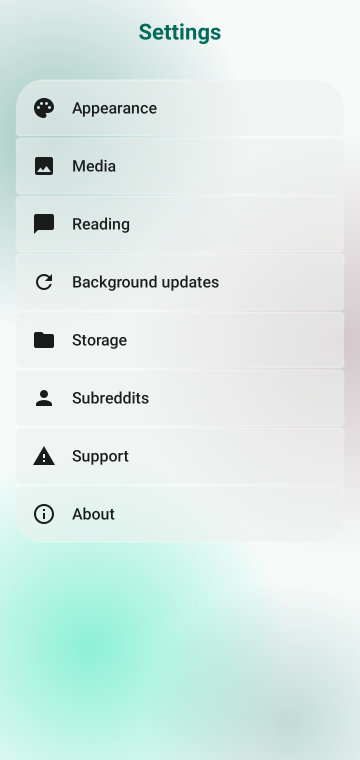 Settings
Appearance
Media
Reading
Background updates
Storage
Subreddits
Support
About